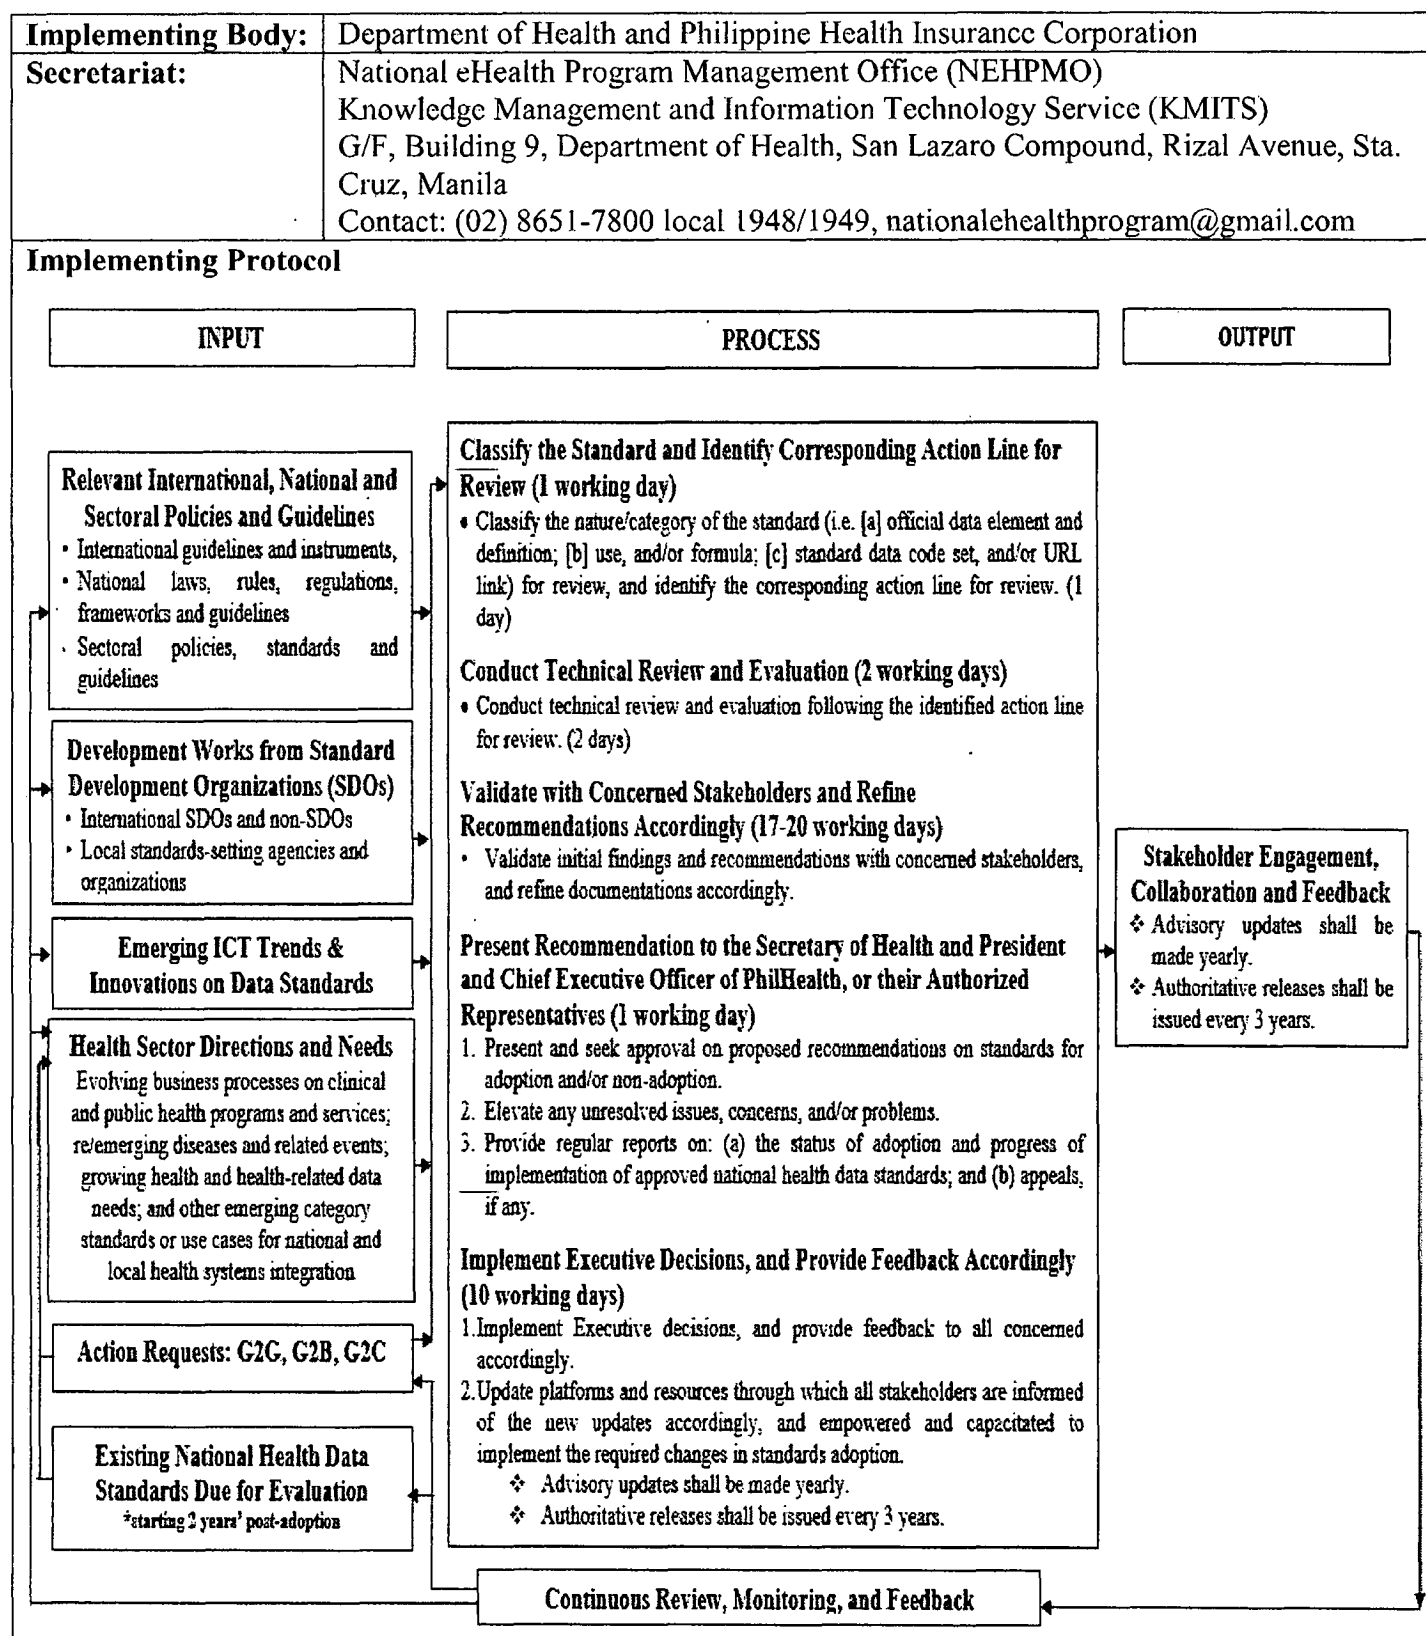 Implementing Body: Department of Health and Philippine Health Insurance Corporation
Secretariat: National eHealth Program Management Office (NEHPMO)
Knowledge Management and Information Technology Service (KMITS)
G/F, Building 9, Department of Health, San Lazaro Compound, Rizal Avenue, Sta.
Cruz, Manila
Contact: (02) 8651-7800 local 1948/1949, nationalehealthprogram@gmail.com
Implementing Protocol
INPUT
Relevant International, National and
Sectoral Policies and Guidelines
• International guidelines and instruments,
• National laws, rules, regulations,
frameworks and guidelines
• Sectoral policies, standards and
guidelines
Development Works from Standard
Development Organizations (SDOs)
• International SDOs and non-SDOs
• Local standards-setting agencies and
organizations
Emerging ICT Trends &
Innovations on Data Standards
Health Sector Directions and Needs
Evolving business processes on clinical
and public health programs and services;
re/emerging diseases and related events;
growing health and health-related data
needs; and other emerging category
standards or use cases for national and
local health systems integration
Action Requests: G2G, G2B, G2C
Existing National Health Data
Standards Due for Evaluation
*starting 2 years' post-adoption
PROCESS
Classify the Standard and Identify Corresponding Action Line for
Review (1 working day)
• Classify the nature/category of the standard (i.e. [a] official data element and
definition; [b] use, and/or formula; [c] standard data code set, and/or URL
link) for review, and identify the corresponding action line for review. (1
day)
Conduct Technical Review and Evaluation (2 working days)
• Conduct technical review and evaluation following the identified action line
for review. (2 days)
Validate with Concerned Stakeholders and Refine
Recommendations Accordingly (17-20 working days)
• Validate initial findings and recommendations with concerned stakeholders,
and refine documentations accordingly.
Present Recommendation to the Secretary of Health and President
and Chief Executive Officer of PhilHealth, or their Authorized
Representatives (1 working day)
1. Present and seek approval on proposed recommendations on standards for
adoption and/or non-adoption.
2. Elevate any unresolved issues, concerns, and/or problems.
3. Provide regular reports on: (a) the status of adoption and progress of
implementation of approved national health data standards; and (b) appeals,
if any.
Implement Executive Decisions, and Provide Feedback Accordingly
(10 working days)
1.Implement Executive decisions, and provide feedback to all concerned
accordingly.
2.Update platforms and resources through which all stakeholders are informed
of the new updates accordingly, and empowered and capacitated to
implement the required changes in standards adoption.
❖ Advisory updates shall be made yearly.
❖ Authoritative releases shall be issued every 3 years.
OUTPUT
Stakeholder Engagement,
Collaboration and Feedback
❖ Advisory updates shall be
made yearly.
❖ Authoritative releases shall be
issued every 3 years.
Continuous Review, Monitoring, and Feedback